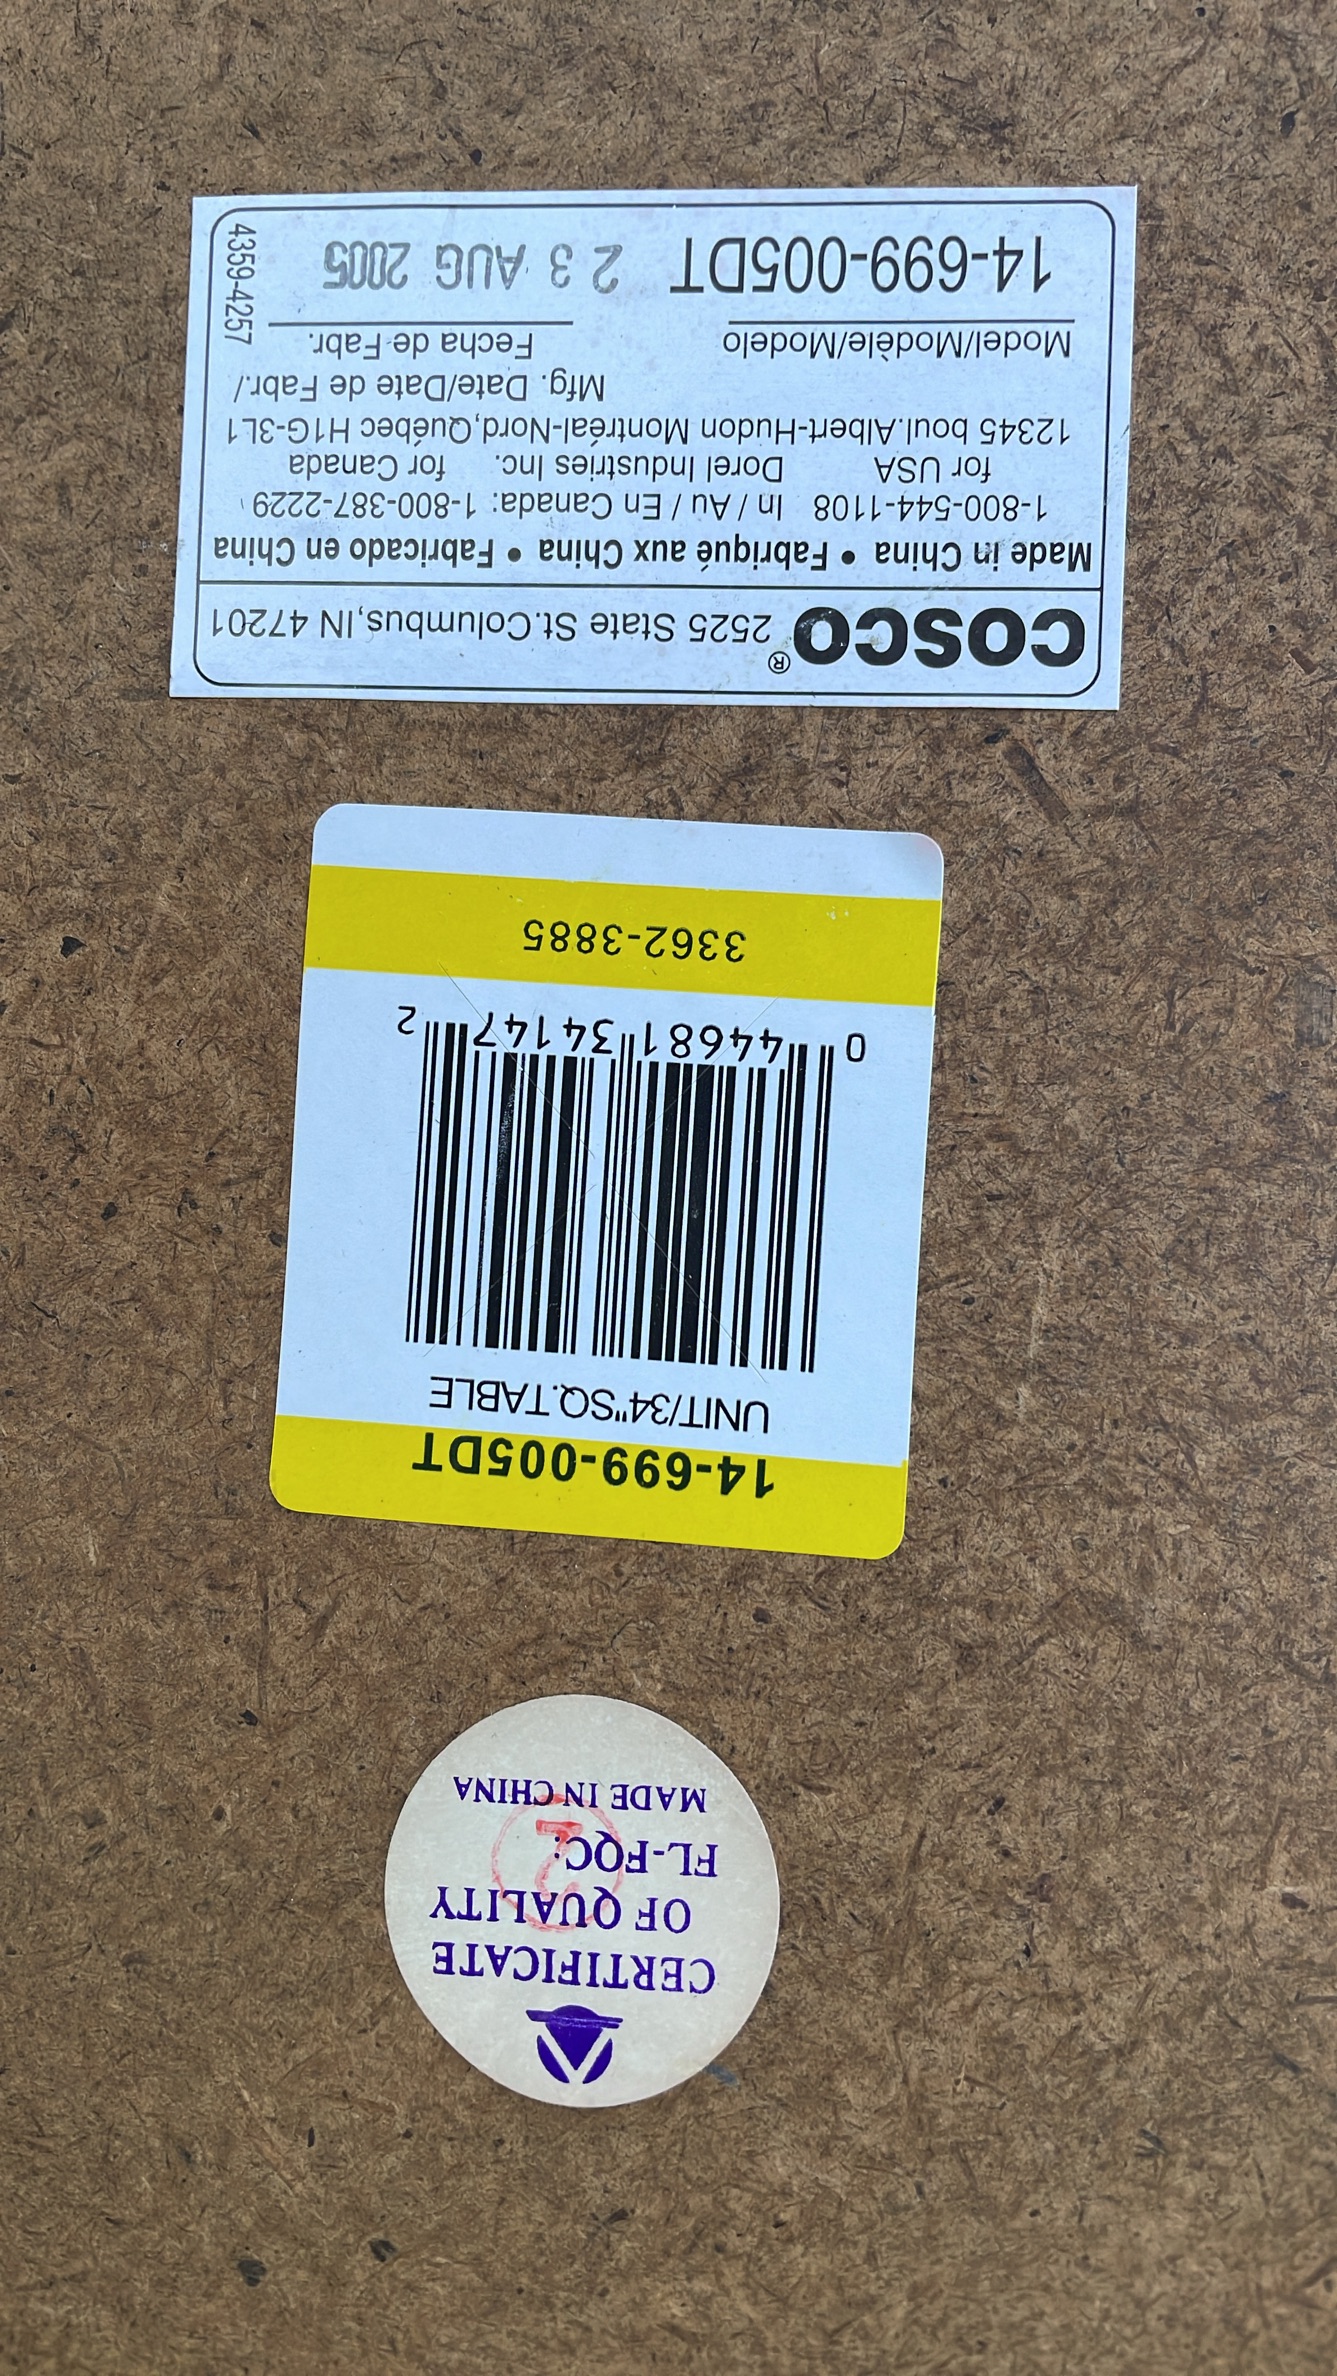 CERTIFICATE
OF QUALITY
FL-FQC:
2
MADE IN CHINA
14-699-005DT
UNIT/34"SQ.TABLE
0 44681 34147 2
3362-3885
COSCO® 2525 State St.Columbus,IN 47201
Made in China • Fabriqué aux China • Fabricado en China
1-800-544-1108 In / Au / En Canada: 1-800-387-2229
for USA Dorel Industries Inc. for Canada
12345 boul.Albert-Hudon Montréal-Nord,Québec H1G-3L1
Mfg. Date/Date de Fabr./
Model/Modèle/Modelo Fecha de Fabr.
14-699-005DT 23 AUG 2005
4359-4257